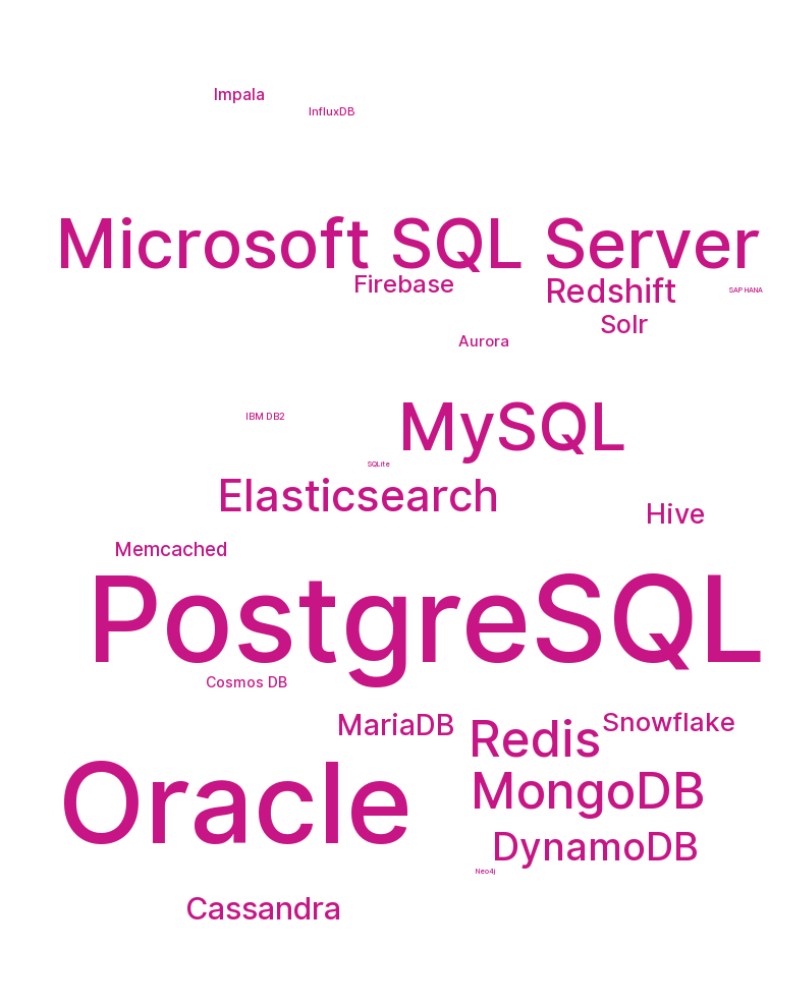 Impala
InfluxDB
Microsoft SQL Server
Firebase
Redshift
SAP HANA
Solr
Aurora
IBM DB2
MySQL
SQLite
Elasticsearch
Hive
Memcached
PostgreSQL
Cosmos DB
MariaDB
Snowflake
Redis
MongoDB
Oracle
DynamoDB
Neo4j
Cassandra